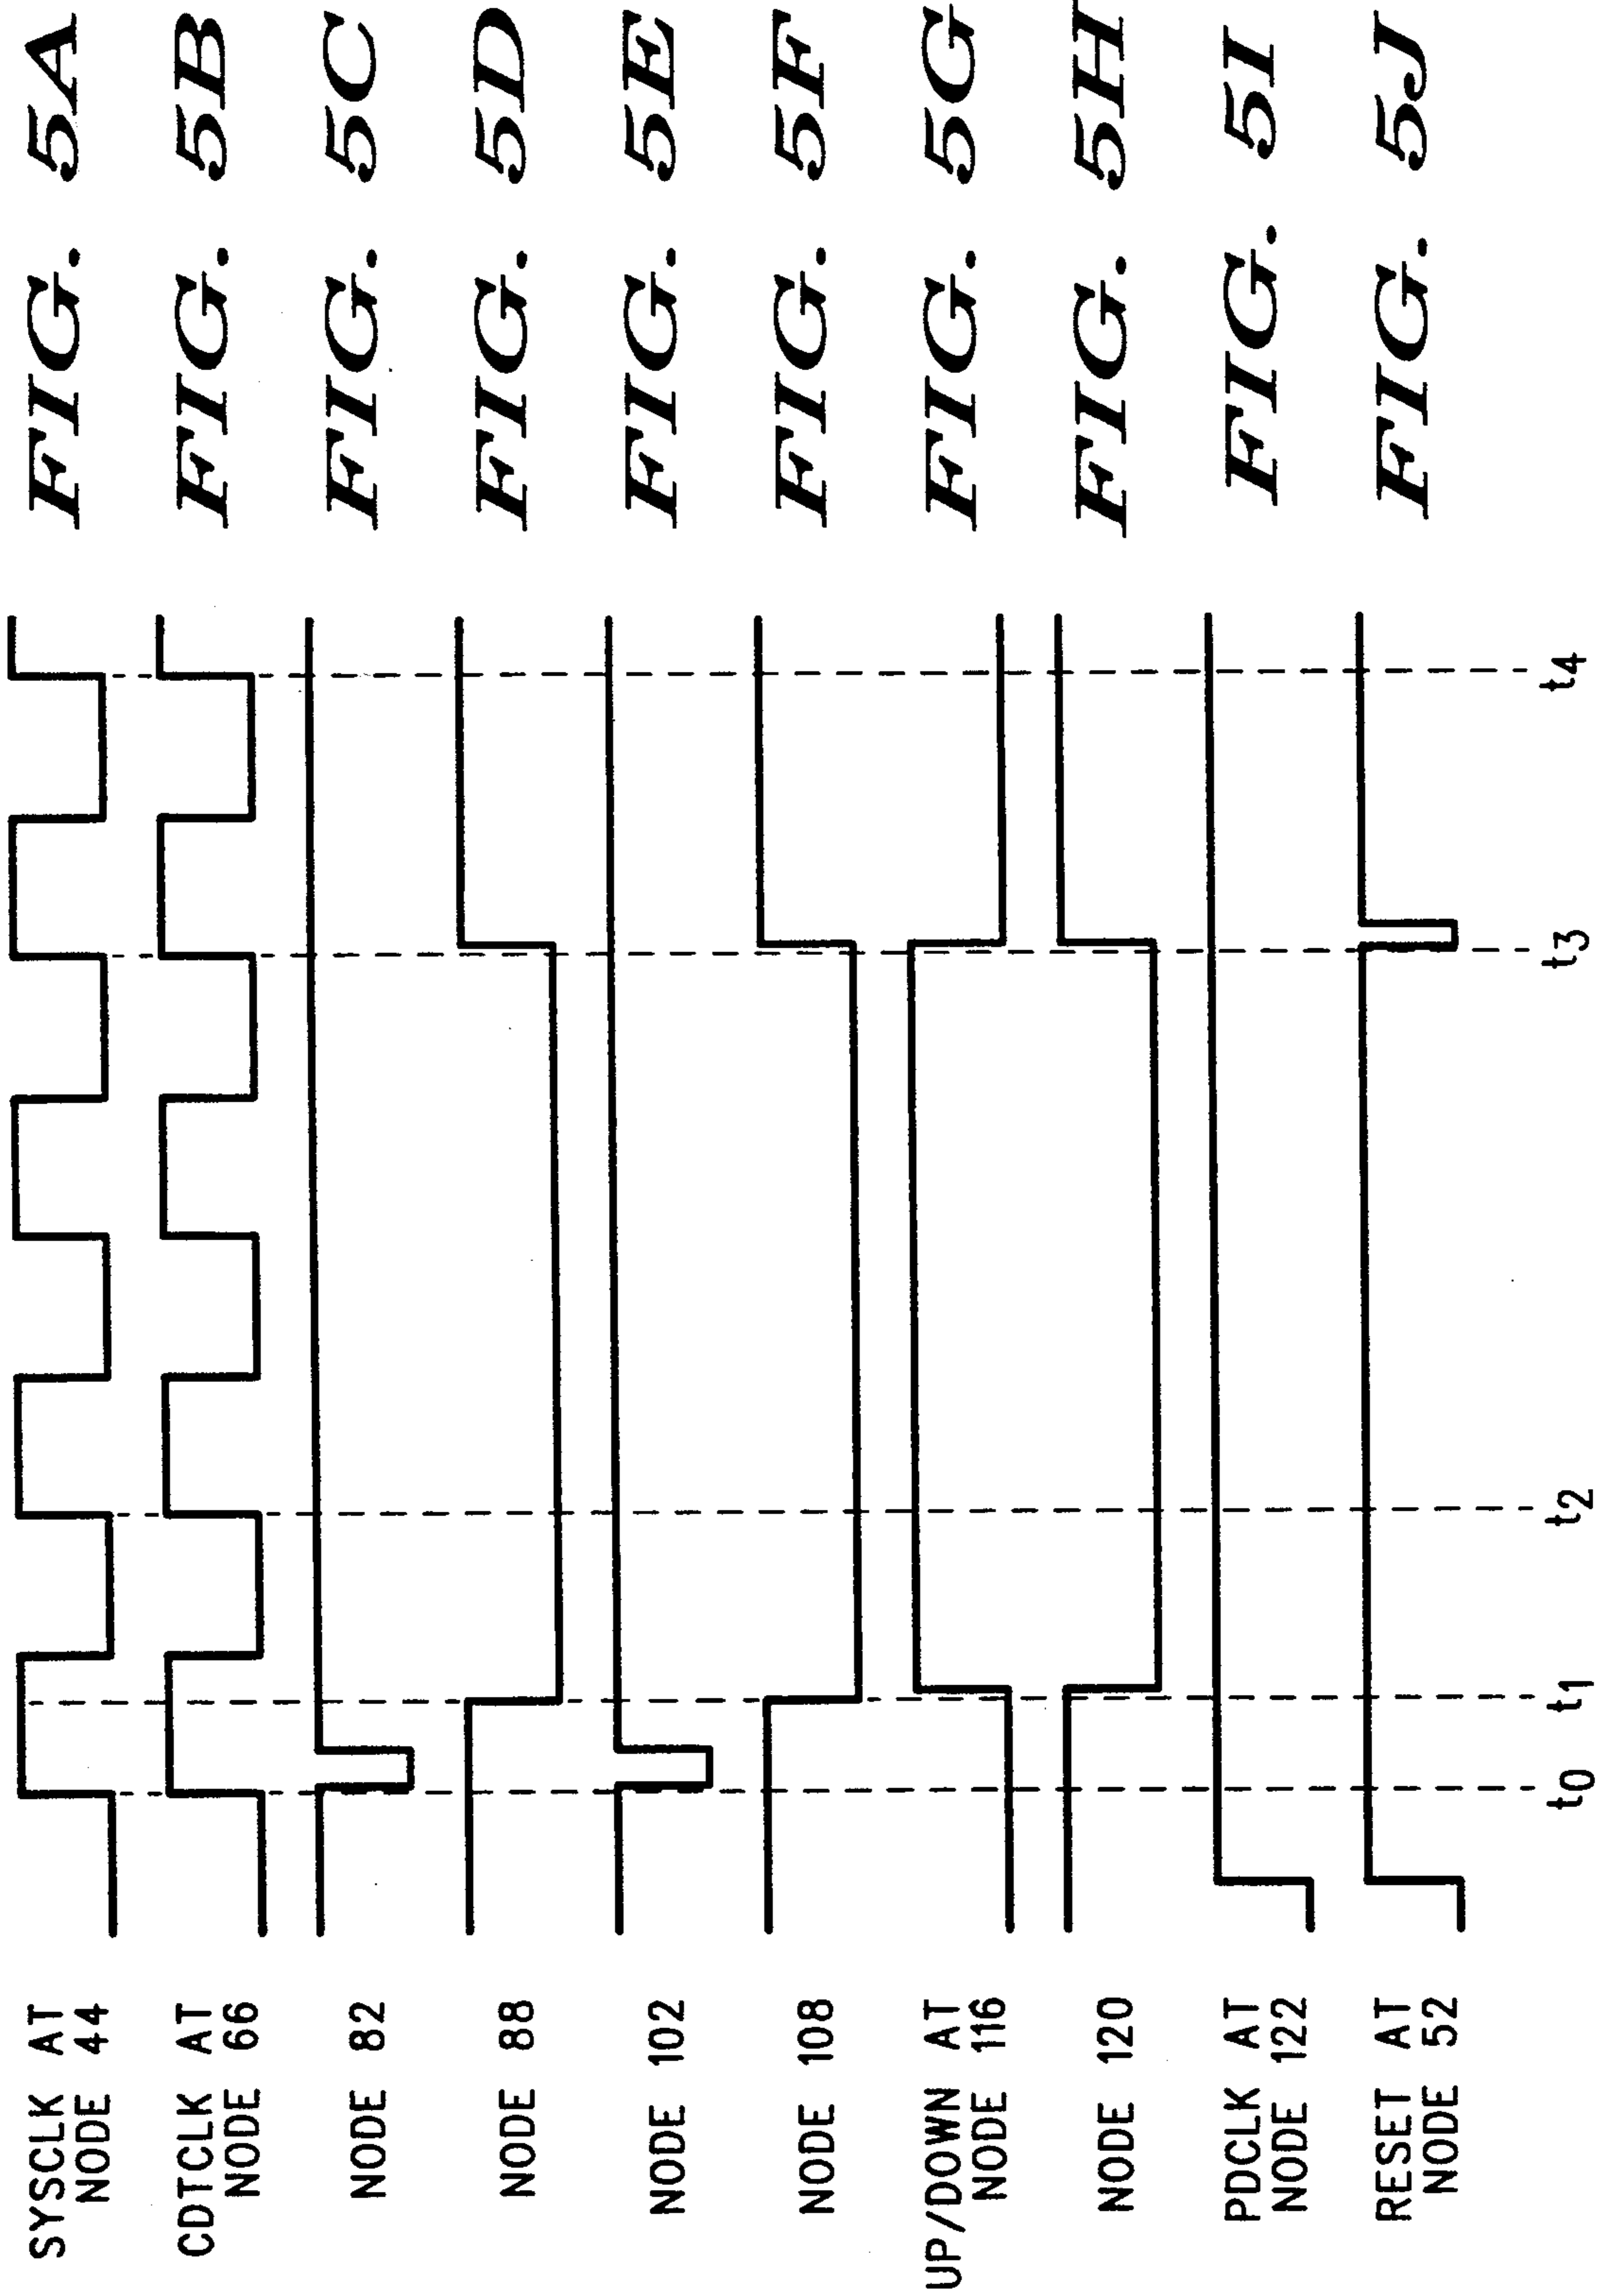 SYSCLK AT
NODE 44
FIG. 5A
CDTCLK AT
NODE 66
FIG. 5B
NODE 82
FIG. 5C
NODE 88
FIG. 5D
NODE 102
FIG. 5E
NODE 108
FIG. 5F
UP/DOWN AT
NODE 116
FIG. 5G
NODE 120
FIG. 5H
PDCLK AT
NODE 122
FIG. 5I
RESET AT
NODE 52
FIG. 5J
t0 t1 t2 t3 t4